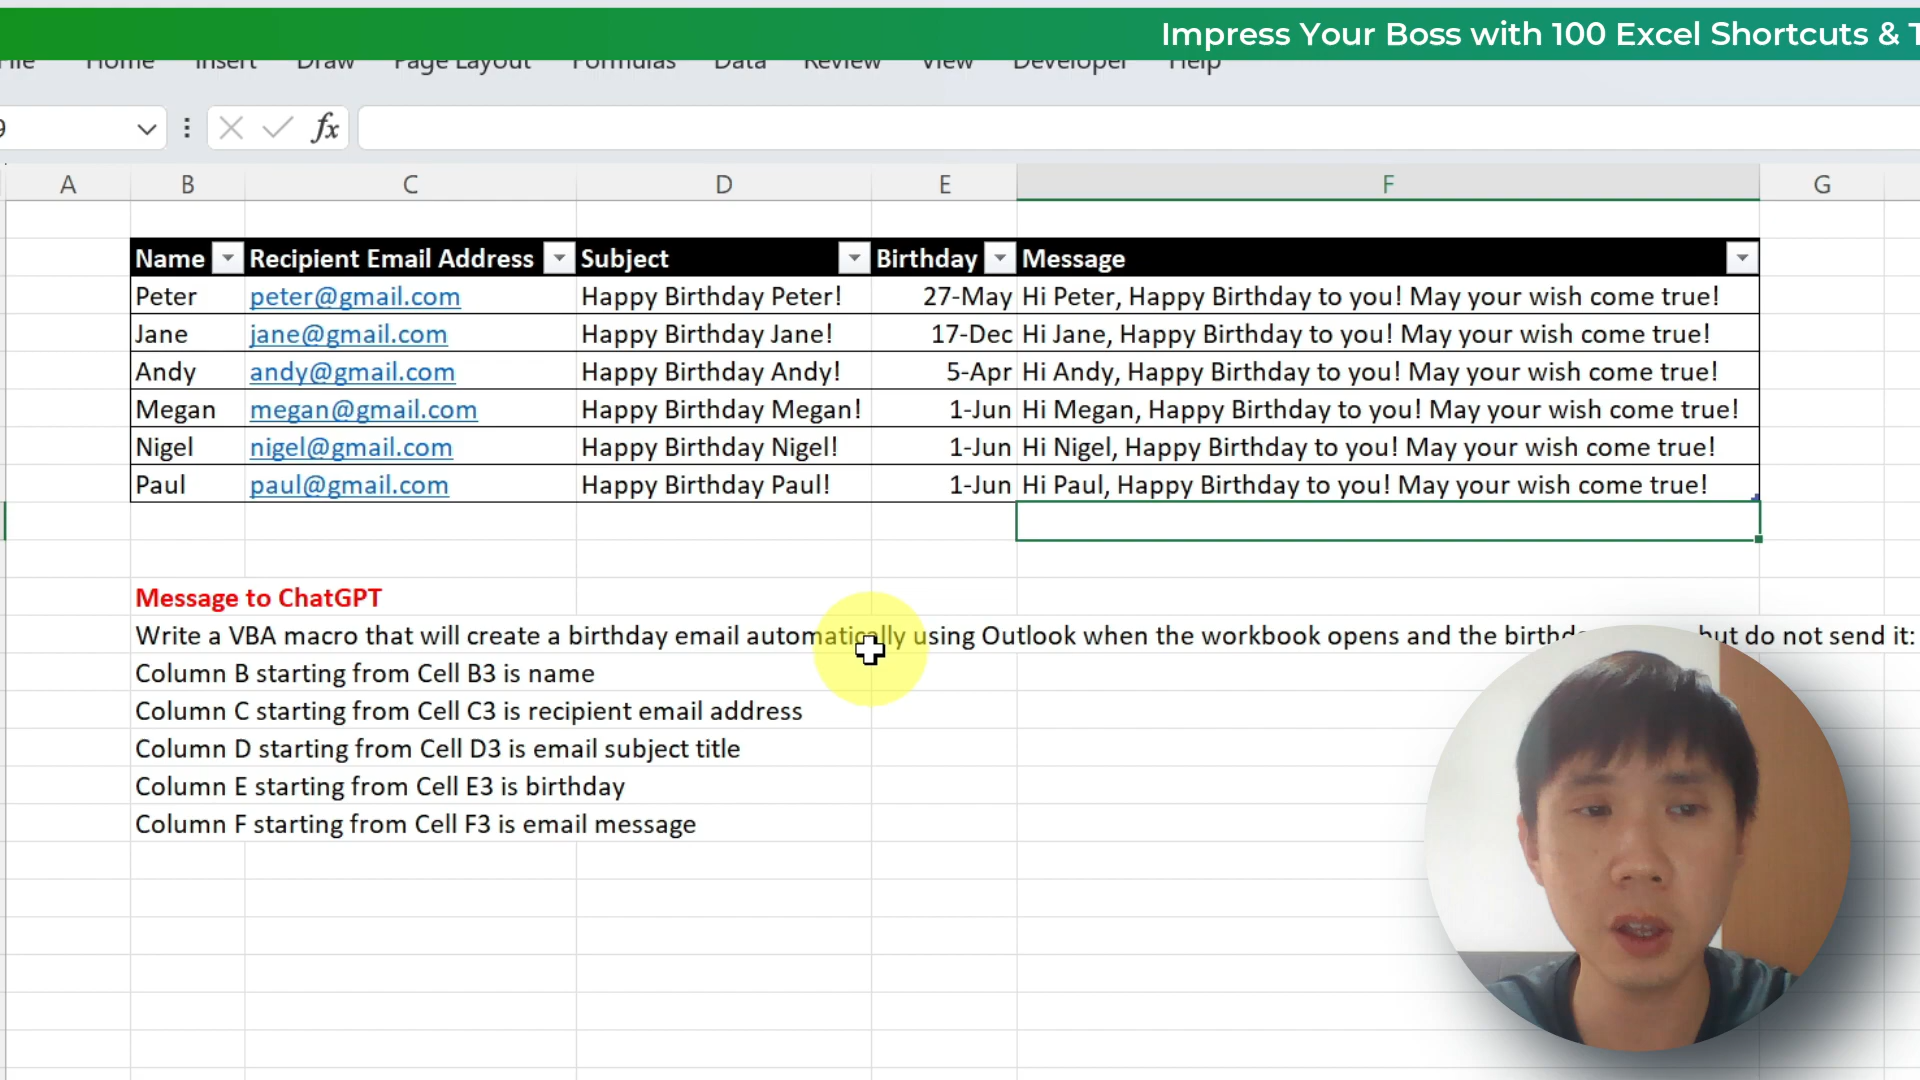 Impress Your Boss with 100 Excel Shortcuts &
File Home Insert Draw Page Layout Formulas Data Review View Developer Help
9 fx
A B C D E F G
Name Recipient Email Address Subject Birthday Message
Peter peter@gmail.com Happy Birthday Peter! 27-May Hi Peter, Happy Birthday to you! May your wish come true!
Jane jane@gmail.com Happy Birthday Jane! 17-Dec Hi Jane, Happy Birthday to you! May your wish come true!
Andy andy@gmail.com Happy Birthday Andy! 5-Apr Hi Andy, Happy Birthday to you! May your wish come true!
Megan megan@gmail.com Happy Birthday Megan! 1-Jun Hi Megan, Happy Birthday to you! May your wish come true!
Nigel nigel@gmail.com Happy Birthday Nigel! 1-Jun Hi Nigel, Happy Birthday to you! May your wish come true!
Paul paul@gmail.com Happy Birthday Paul! 1-Jun Hi Paul, Happy Birthday to you! May your wish come true!
Message to ChatGPT
Write a VBA macro that will create a birthday email automatically using Outlook when the workbook opens and the but do not send it:
Column B starting from Cell B3 is name
Column C starting from Cell C3 is recipient email address
Column D starting from Cell D3 is email subject title
Column E starting from Cell E3 is birthday
Column F starting from Cell F3 is email message